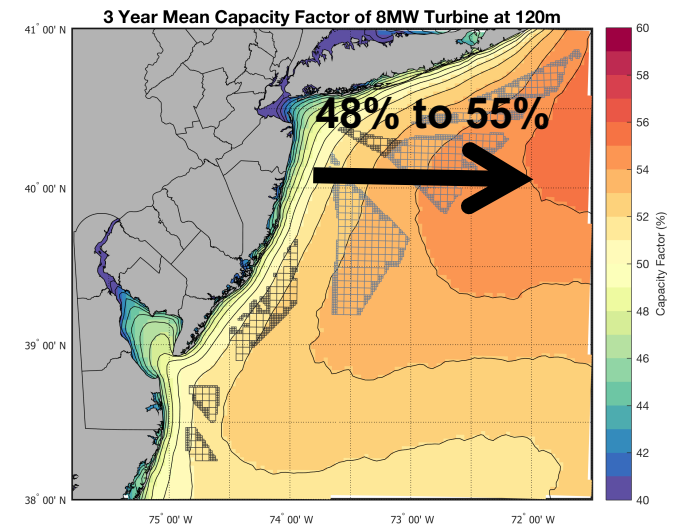 3 Year Mean Capacity Factor of 8MW Turbine at 120m
41° 00' N
40° 00' N
39° 00' N
38° 00' N
75° 00' W
74° 00' W
73° 00' W
72° 00' W
48% to 55%
60
58
56
54
52
50
48
46
44
42
40
Capacity Factor (%)